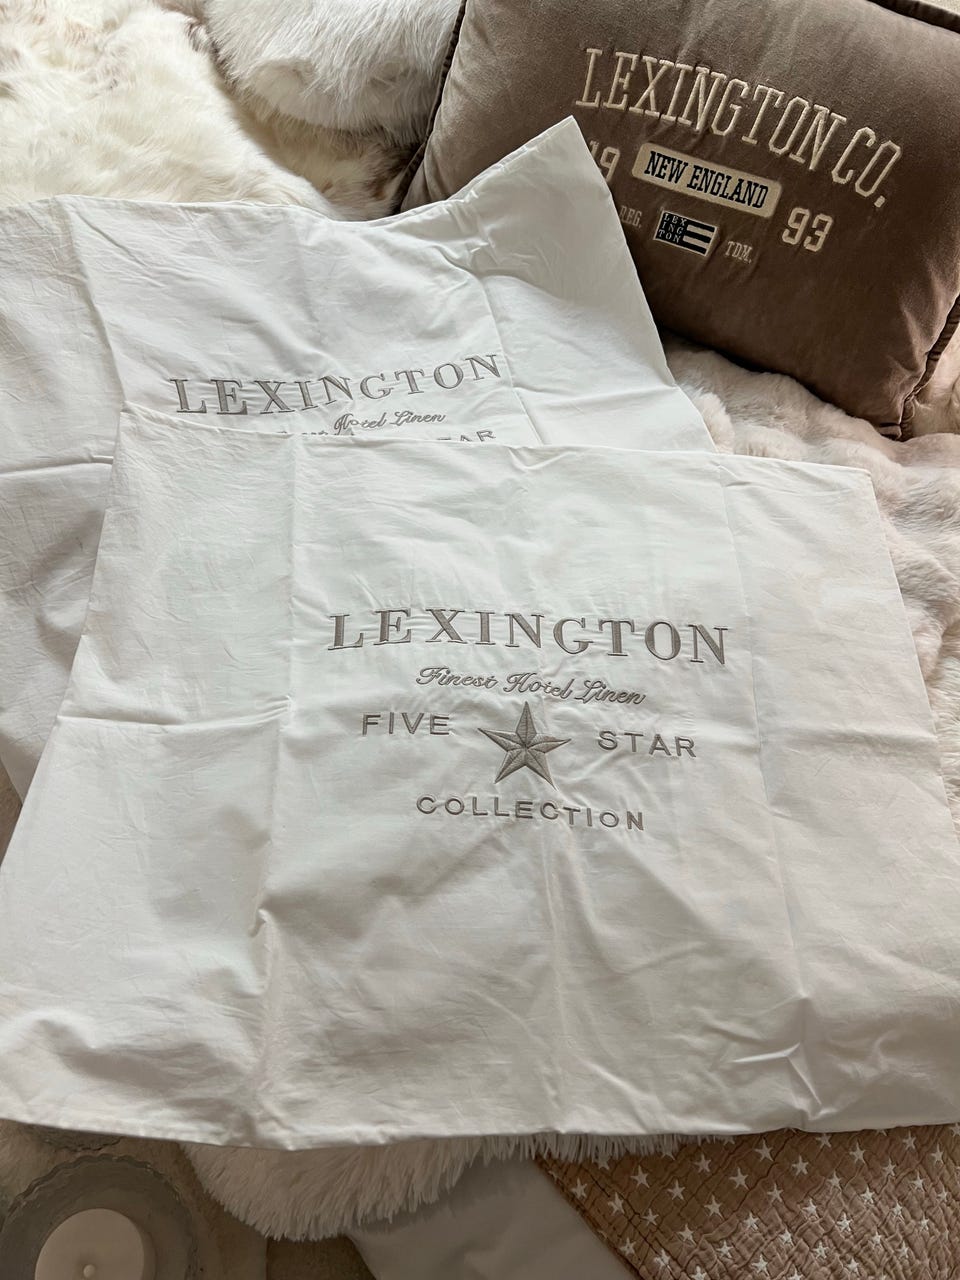 LEXINGTON CO.
19 NEW ENGLAND 93
REG. LEX ING TON TDM.
LEXINGTON
Hotel Linen
STAR
LEXINGTON
Finest Hotel Linen
FIVE STAR
COLLECTION